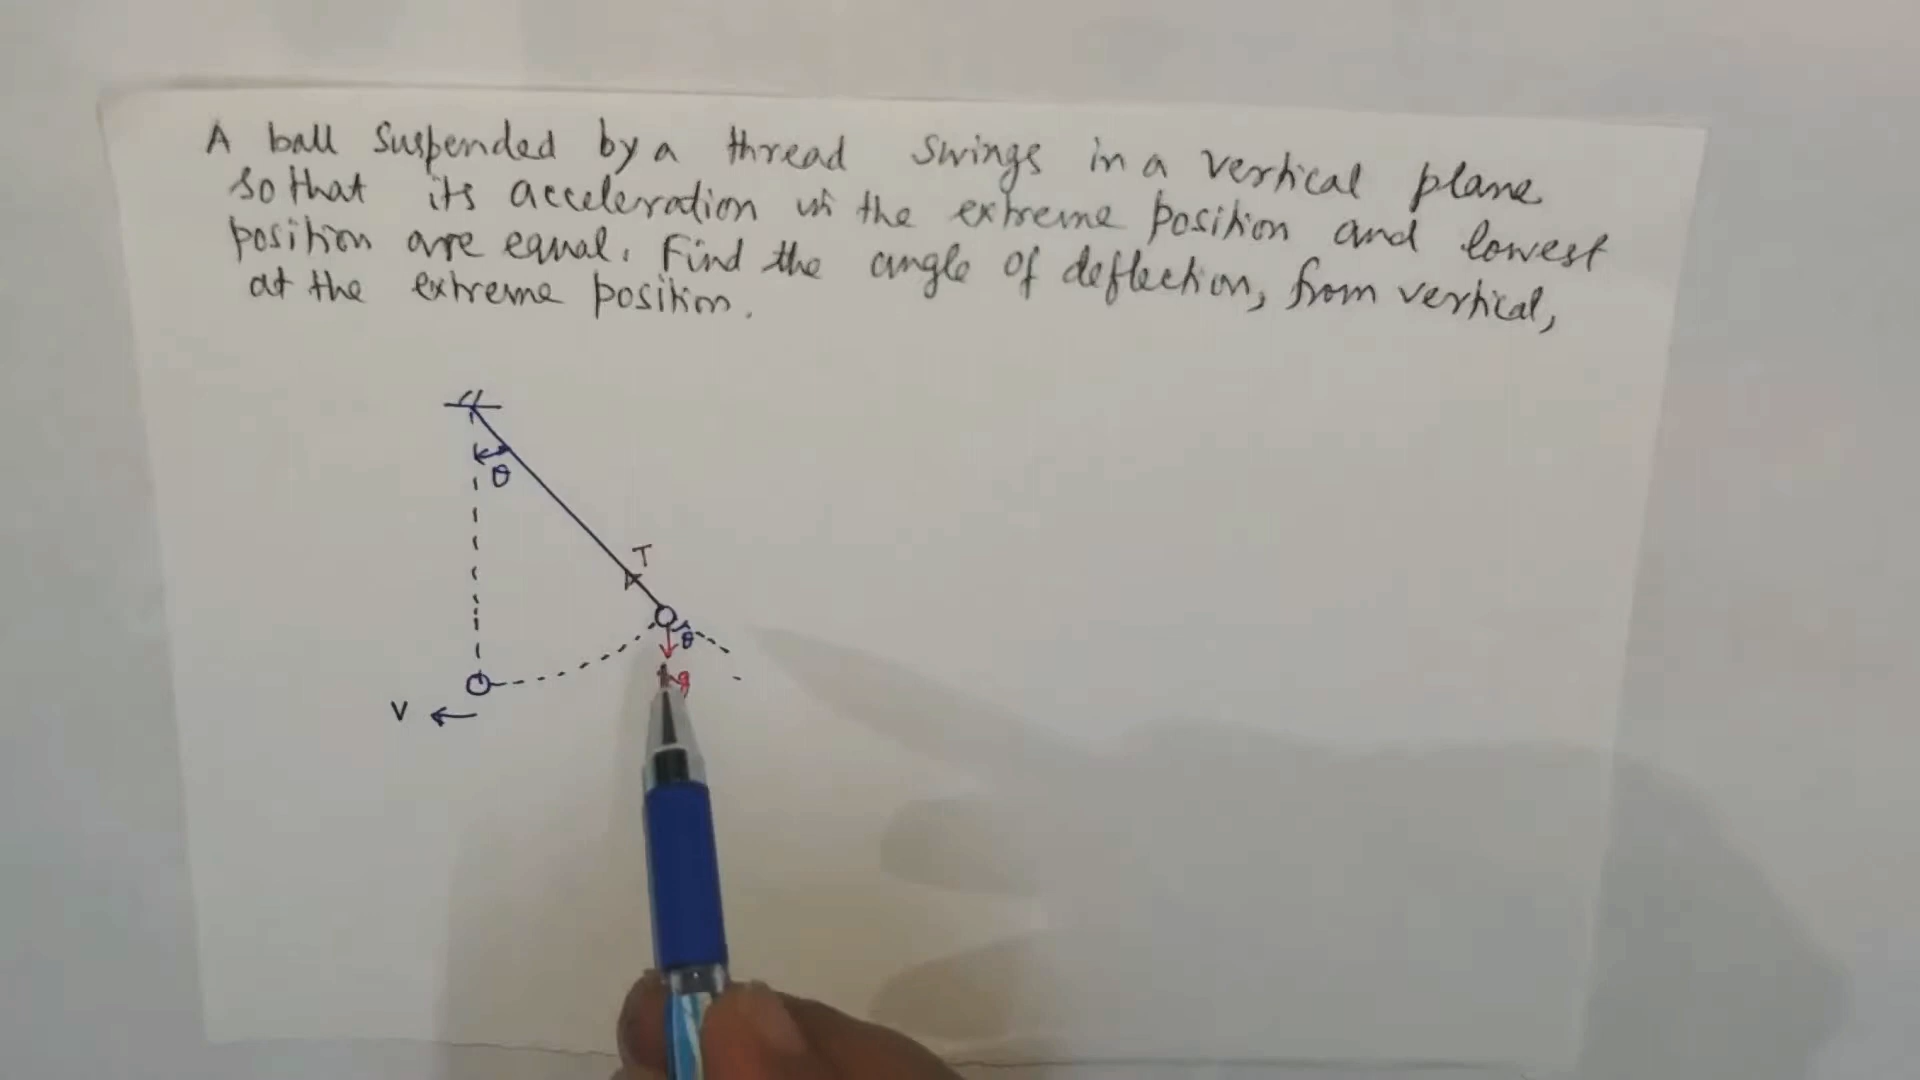 A ball suspended by a thread swings in a vertical plane
so that its acceleration in the extreme position and lowest
position are equal. Find the angle of deflection, from vertical,
at the extreme position.
θ
T
θ
g
V